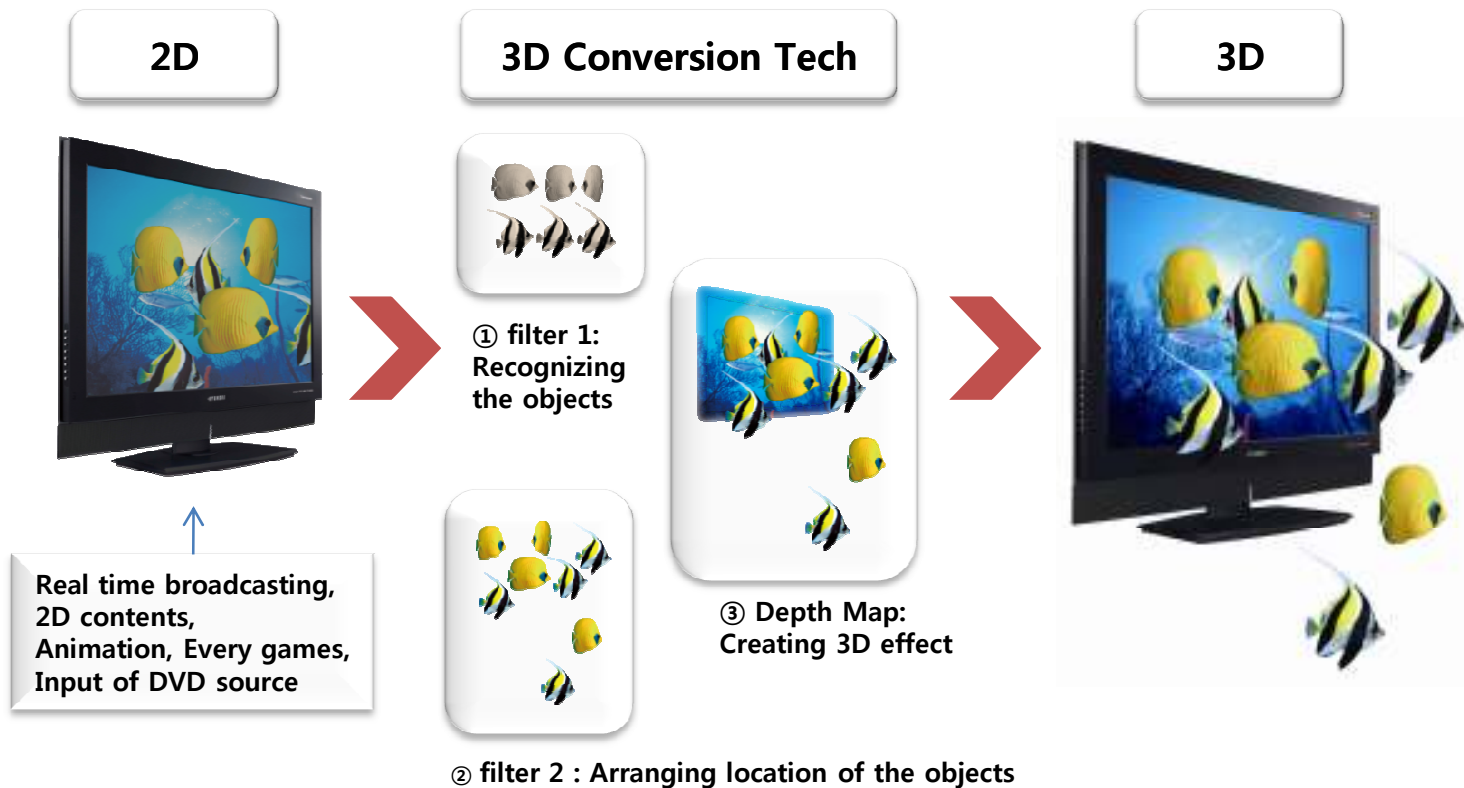 2D
3D Conversion Tech
3D
① filter 1:
Recognizing
the objects
③ Depth Map:
Creating 3D effect
Real time broadcasting,
2D contents,
Animation, Every games,
Input of DVD source
② filter 2 : Arranging location of the objects